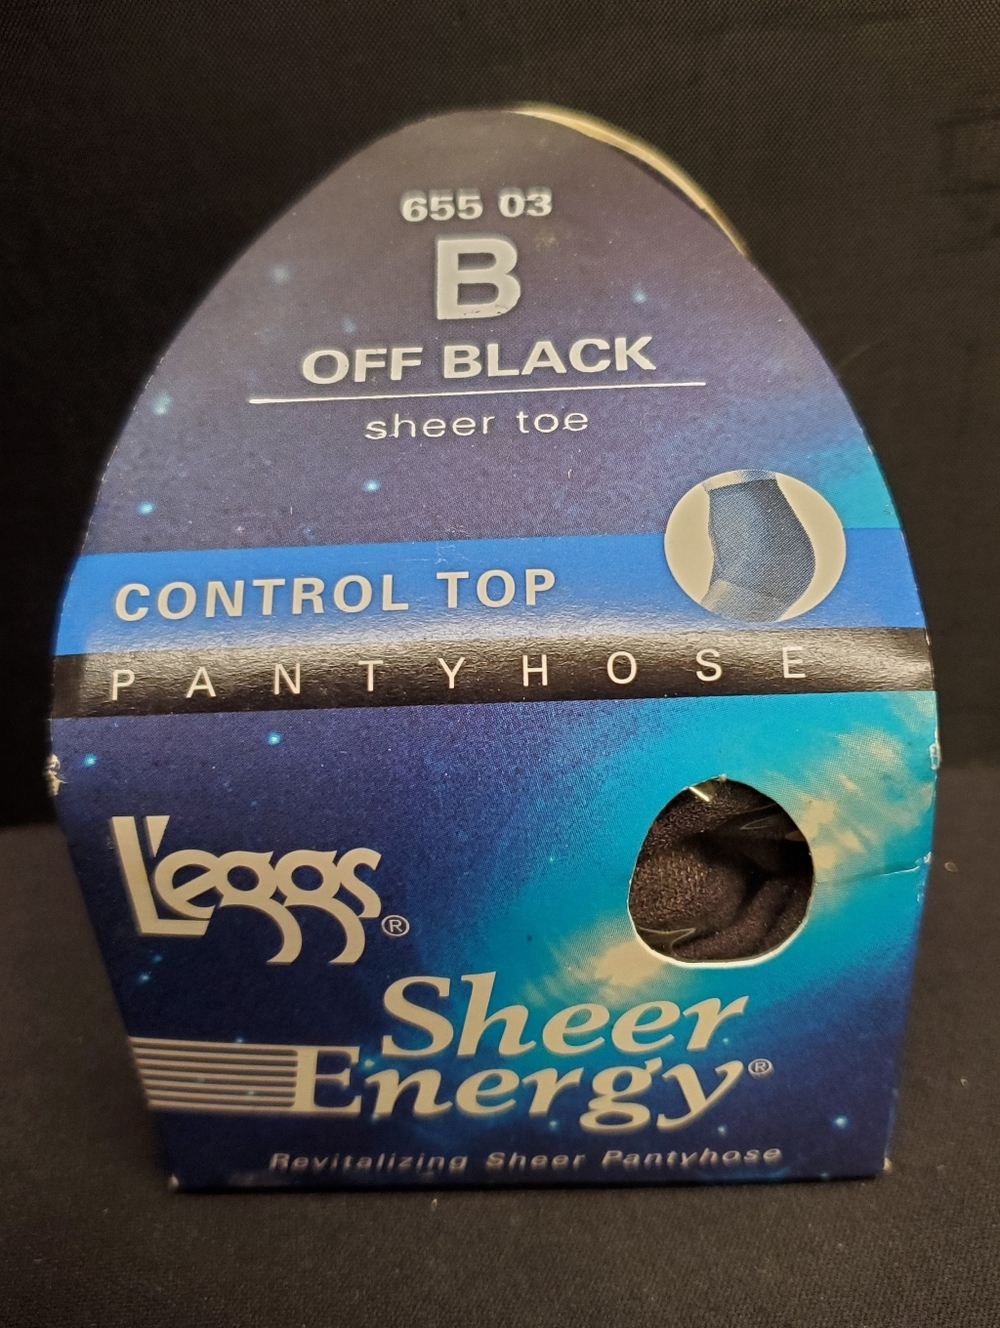 655 03
B
OFF BLACK
sheer toe
CONTROL TOP
PANTYHOSE
L'eggs®
Sheer
Energy®
Revitalizing Sheer Pantyhose